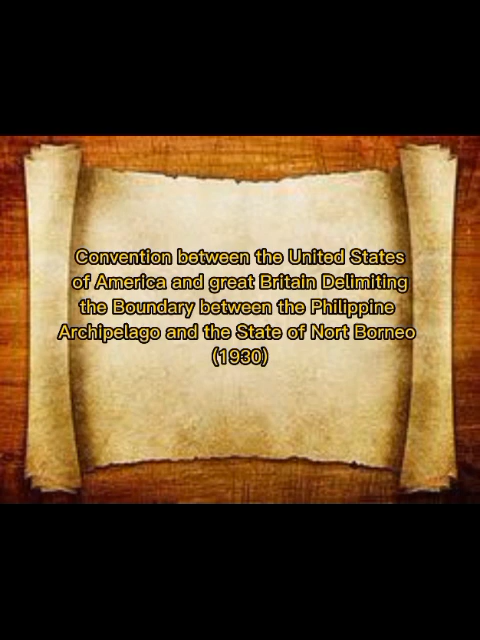 Convention between the United States
of America and great Britain Delimiting
the Boundary between the Philippine
Archipelago and the State of Nort Borneo
(1930)